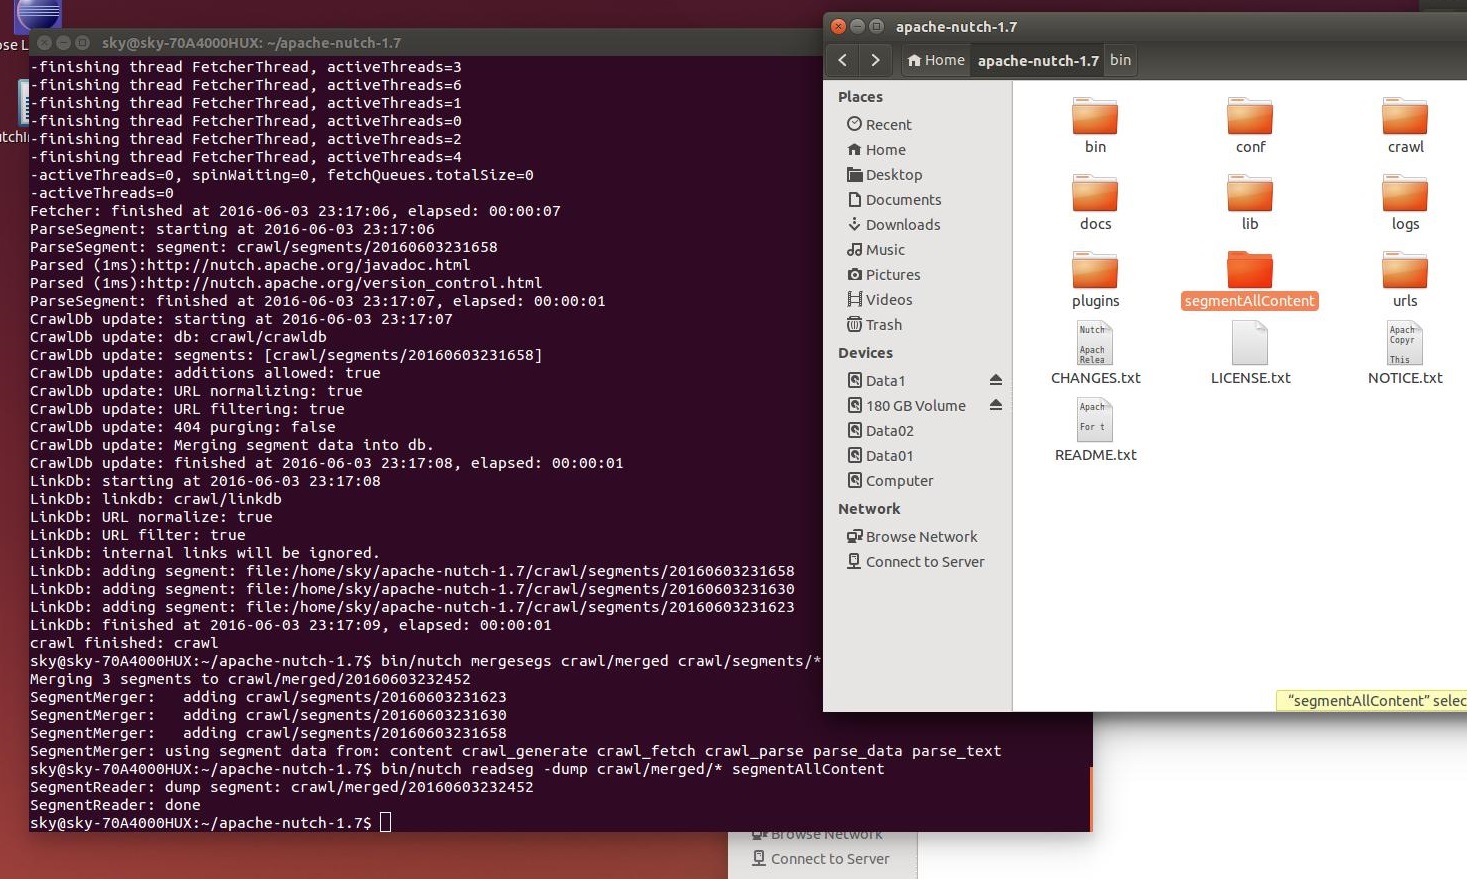 ose L
utchI
sky@sky-70A4000HUX: ~/apache-nutch-1.7
-finishing thread FetcherThread, activeThreads=3
-finishing thread FetcherThread, activeThreads=6
-finishing thread FetcherThread, activeThreads=1
-finishing thread FetcherThread, activeThreads=0
-finishing thread FetcherThread, activeThreads=2
-finishing thread FetcherThread, activeThreads=4
-activeThreads=0, spinWaiting=0, fetchQueues.totalSize=0
-activeThreads=0
Fetcher: finished at 2016-06-03 23:17:06, elapsed: 00:00:07
ParseSegment: starting at 2016-06-03 23:17:06
ParseSegment: segment: crawl/segments/20160603231658
Parsed (1ms):http://nutch.apache.org/javadoc.html
Parsed (1ms):http://nutch.apache.org/version_control.html
ParseSegment: finished at 2016-06-03 23:17:07, elapsed: 00:00:01
CrawlDb update: starting at 2016-06-03 23:17:07
CrawlDb update: db: crawl/crawldb
CrawlDb update: segments: [crawl/segments/20160603231658]
CrawlDb update: additions allowed: true
CrawlDb update: URL normalizing: true
CrawlDb update: URL filtering: true
CrawlDb update: 404 purging: false
CrawlDb update: Merging segment data into db.
CrawlDb update: finished at 2016-06-03 23:17:08, elapsed: 00:00:01
LinkDb: starting at 2016-06-03 23:17:08
LinkDb: linkdb: crawl/linkdb
LinkDb: URL normalize: true
LinkDb: URL filter: true
LinkDb: internal links will be ignored.
LinkDb: adding segment: file:/home/sky/apache-nutch-1.7/crawl/segments/20160603231658
LinkDb: adding segment: file:/home/sky/apache-nutch-1.7/crawl/segments/20160603231630
LinkDb: adding segment: file:/home/sky/apache-nutch-1.7/crawl/segments/20160603231623
LinkDb: finished at 2016-06-03 23:17:09, elapsed: 00:00:01
crawl finished: crawl
sky@sky-70A4000HUX:~/apache-nutch-1.7$ bin/nutch mergesegs crawl/merged crawl/segments/*
Merging 3 segments to crawl/merged/20160603232452
SegmentMerger:   adding crawl/segments/20160603231623
SegmentMerger:   adding crawl/segments/20160603231630
SegmentMerger:   adding crawl/segments/20160603231658
SegmentMerger: using segment data from: content crawl_generate crawl_fetch crawl_parse parse_data parse_text
sky@sky-70A4000HUX:~/apache-nutch-1.7$ bin/nutch readseg -dump crawl/merged/* segmentAllContent
SegmentReader: dump segment: crawl/merged/20160603232452
SegmentReader: done
sky@sky-70A4000HUX:~/apache-nutch-1.7$
apache-nutch-1.7
Home apache-nutch-1.7 bin
Places
Recent
Home
Desktop
Documents
Downloads
Music
Pictures
Videos
Trash
Devices
Data1
180 GB Volume
Data02
Data01
Computer
Network
Browse Network
Connect to Server
bin conf crawl
docs lib logs
plugins segmentAllContent urls
Nutch
Apach
Relea
Apach
Copyr
This
CHANGES.txt LICENSE.txt NOTICE.txt
Apach
For t
README.txt
“segmentAllContent” selec
Browse Network
Connect to Server